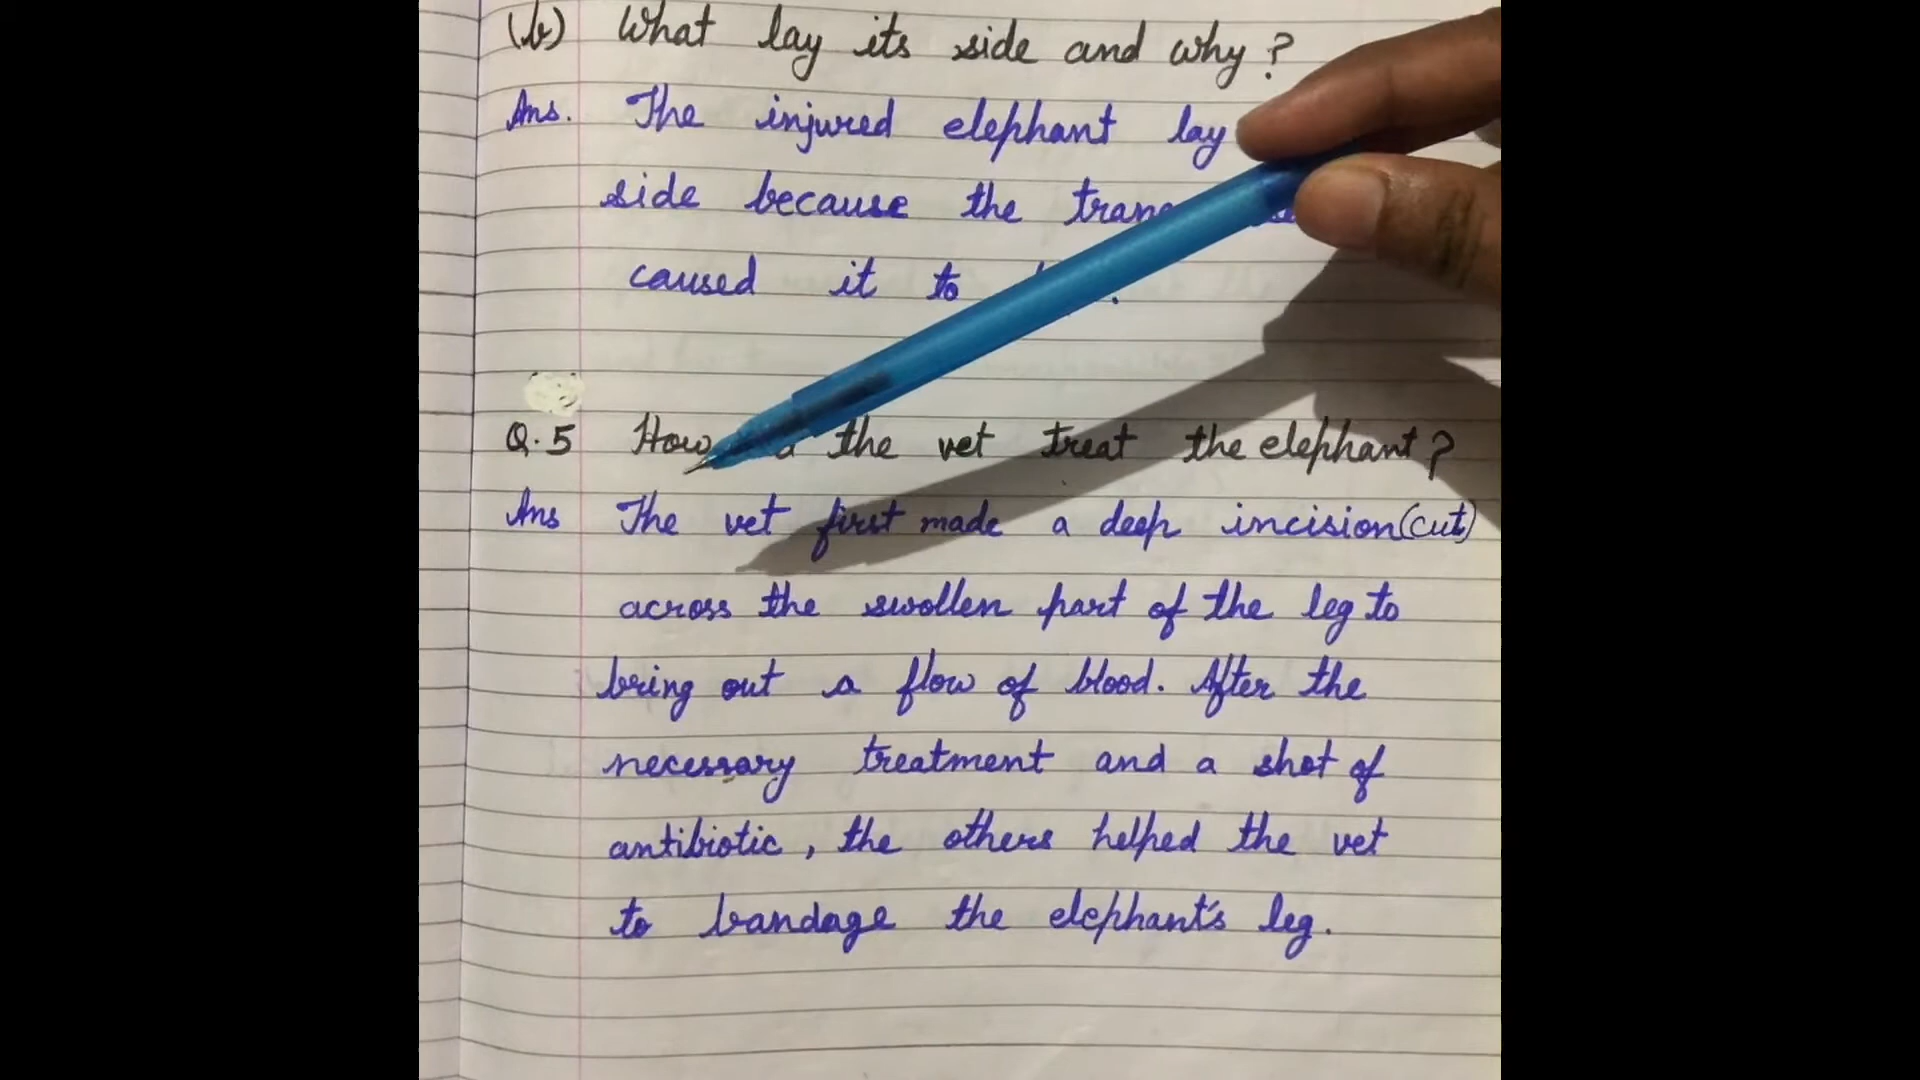 (b) What lay its side and why?
Ans. The injured elephant lay
side because the
caused it to
Q.5 How the vet treat the elephant?
Ans The vet first made a deep incision (cut)
across the swollen part of the leg to
bring out a flow of blood. After the
necessary treatment and a shot of
antibiotic, the others helped the vet
to bandage the elephant's leg.